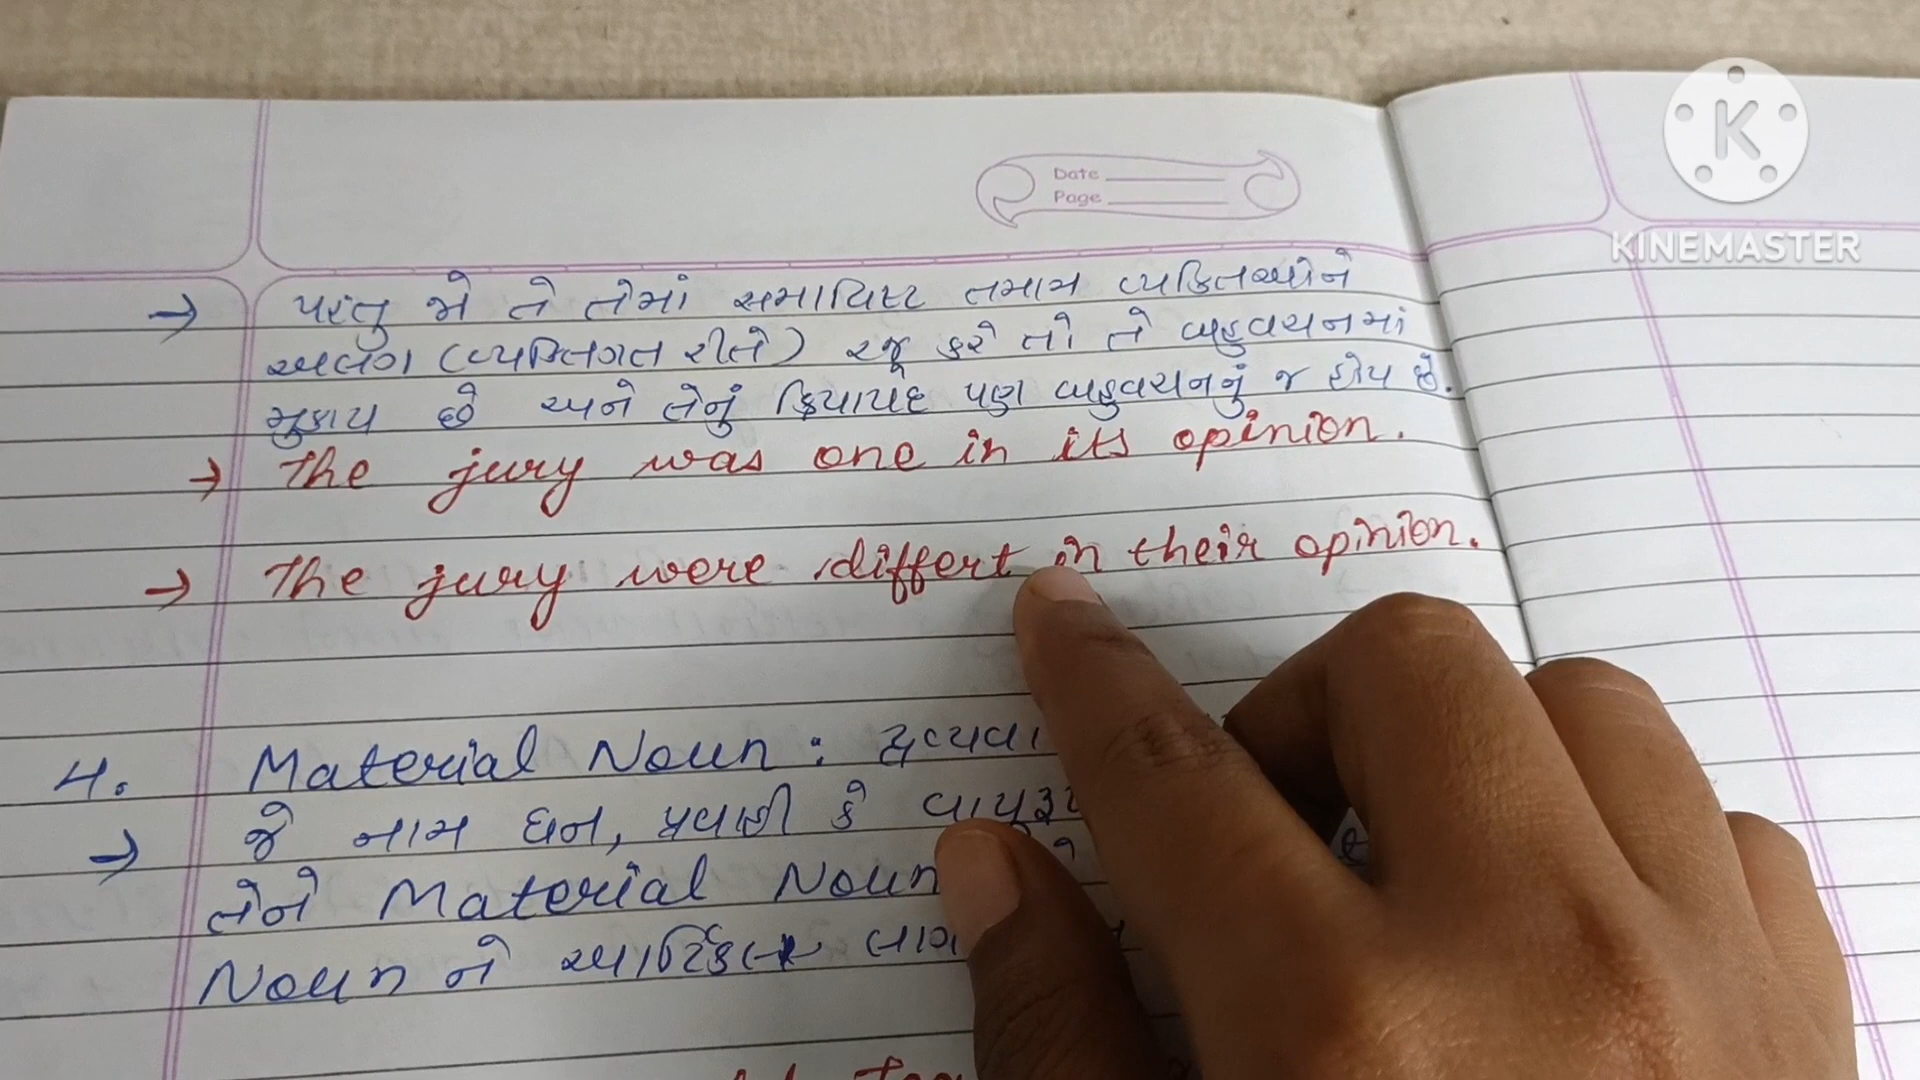 Date
Page
K
KINEMASTER
→ પરંતુ જો તે તેમાં સમાવિષ્ટ તમામ વ્યક્તિઓને
અલગ (વ્યક્તિગત રીતે) રજૂ કરે તો તે બહુવચનમાં
મુકાય છે અને તેનું ક્રિયાપદ પણ બહુવચનનું જ હોય છે.
→ The jury was one in its opinion.
→ The jury were differt in their opinion.
4. Material Noun :
→ જે નામ ઘન, પ્રવાહી કે
તેને Material Noun
Noun ને આર્ટિકલ